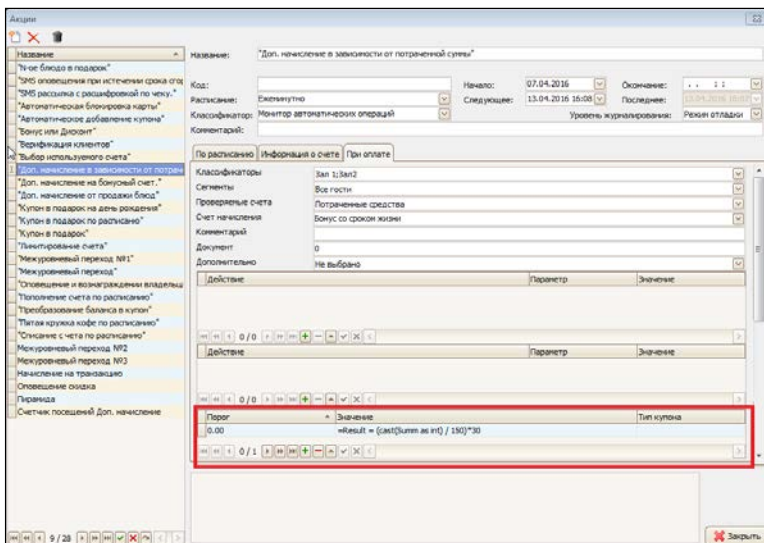 Акции
Название
"N-ое блюдо в подарок"
"SMS оповещения при истечении срока
"SMS рассылка с расшифровкой по чеку."
"Автоматическая блокировка карты"
"Автоматическое добавление купона"
"Бонус или Дисконт"
"Верификация клиентов"
"Выбор используемого счета"
"Доп. начисление в зависимости от потрач
"Доп. начисление на бонусный счет."
"Доп. начисление от продажи блюд"
"Купон в подарок на день рождения"
"Купон в подарок по расписанию"
"Купон в подарок"
"Лимитирование счета"
"Межуровневый переход №1"
"Межуровневый переход"
"Оповещение и вознаграждении владельц
"Пополнение счета по расписанию"
"Преобразование баланса в купон"
"Пятая кружка кофе по расписанию"
"Списание с чета по расписанию"
Межуровневый переход №2
Межуровневый переход №3
Начисление на транзакцию
Оповещение скидка
Пирамида
Счетчик посещений Доп. начисление
9 / 28
Название: "Доп. начисление в зависимости от потраченной суммы"
Код: Начало: 07.04.2016 Окончание: . . : :
Расписание: Ежеминутно Следующее: 13.04.2016 16:08 Последнее:
Классификатор: Монитор автоматических операций Уровень журналирования: Режим отладки
Комментарий:
По расписанию Информация о счете При оплате
Классификаторы Зал 1;Зал2
Сегменты Все гости
Проверяемые счета Потраченные средства
Счет начисления Бонус со сроком жизни
Комментарий
Документ 0
Дополнительно Не выбрано
Действие Параметр Значение
0 / 0
Действие Параметр Значение
0 / 0
Порог Значение Тип купона
0.00 =Result = (cast(Summ as int) / 150)*30
0 / 1
Закрыть